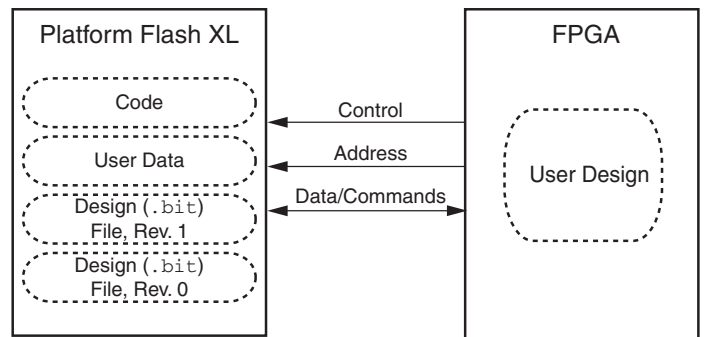 Platform Flash XL
Code
User Data
Design (.bit)
File, Rev. 1
Design (.bit)
File, Rev. 0
Control
Address
Data/Commands
FPGA
User Design